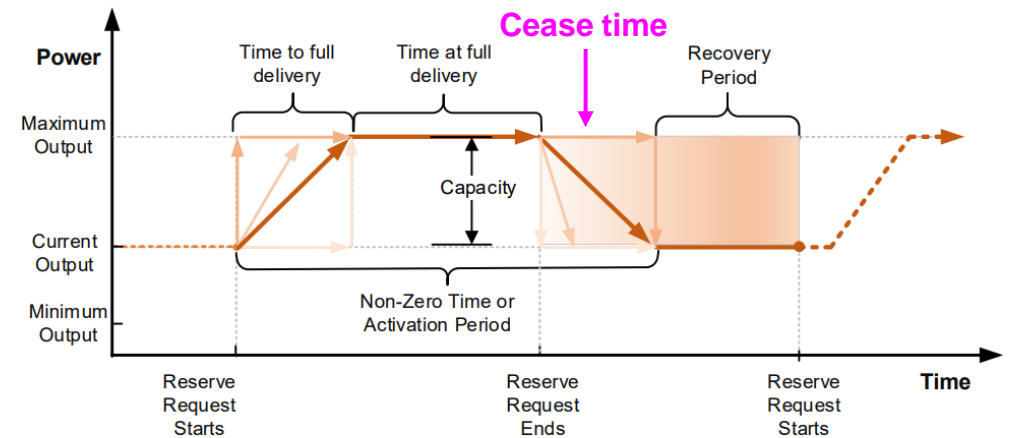 Cease time
Power
Time to full
delivery
Time at full
delivery
Recovery
Period
Maximum
Output
Capacity
Current
Output
Non-Zero Time or
Activation Period
Minimum
Output
Reserve
Request
Starts
Reserve
Request
Ends
Reserve
Request
Starts
Time